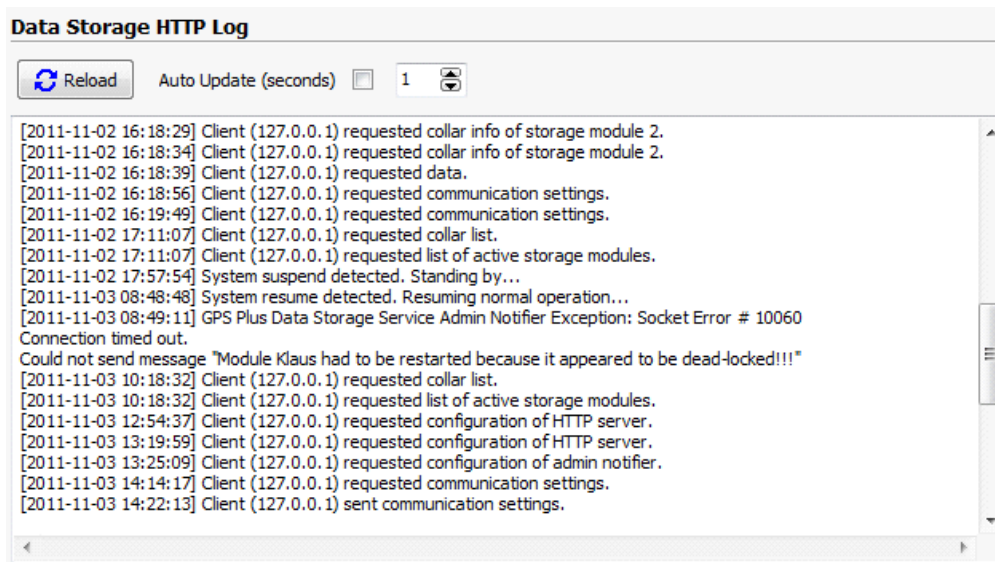 Data Storage HTTP Log
Reload Auto Update (seconds) 1
[2011-11-02 16:18:29] Client (127.0.0.1) requested collar info of storage module 2.
[2011-11-02 16:18:34] Client (127.0.0.1) requested collar info of storage module 2.
[2011-11-02 16:18:39] Client (127.0.0.1) requested data.
[2011-11-02 16:18:56] Client (127.0.0.1) requested communication settings.
[2011-11-02 16:19:49] Client (127.0.0.1) requested communication settings.
[2011-11-02 17:11:07] Client (127.0.0.1) requested collar list.
[2011-11-02 17:11:07] Client (127.0.0.1) requested list of active storage modules.
[2011-11-02 17:57:54] System suspend detected. Standing by...
[2011-11-03 08:48:48] System resume detected. Resuming normal operation...
[2011-11-03 08:49:11] GPS Plus Data Storage Service Admin Notifier Exception: Socket Error # 10060
Connection timed out.
Could not send message "Module Klaus had to be restarted because it appeared to be dead-locked!!!"
[2011-11-03 10:18:32] Client (127.0.0.1) requested collar list.
[2011-11-03 10:18:32] Client (127.0.0.1) requested list of active storage modules.
[2011-11-03 12:54:37] Client (127.0.0.1) requested configuration of HTTP server.
[2011-11-03 13:19:59] Client (127.0.0.1) requested configuration of HTTP server.
[2011-11-03 13:25:09] Client (127.0.0.1) requested configuration of admin notifier.
[2011-11-03 14:14:17] Client (127.0.0.1) requested communication settings.
[2011-11-03 14:22:13] Client (127.0.0.1) sent communication settings.